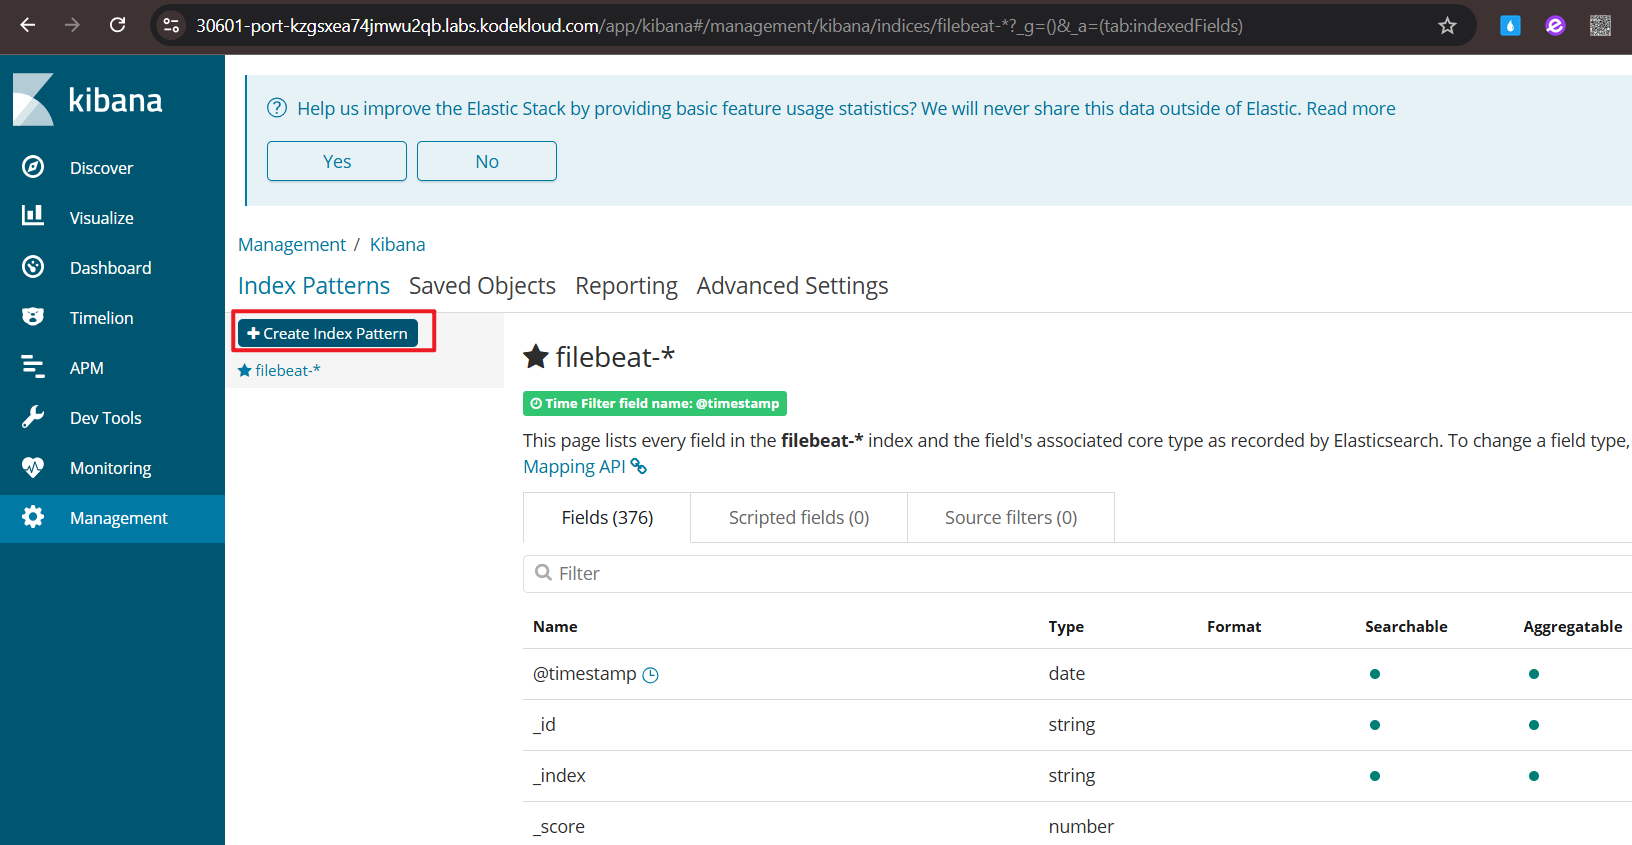 30601-port-kzgsxea74jmwu2qb.labs.kodekloud.com/app/kibana#/management/kibana/indices/filebeat-*?_g=()&_a=(tab:indexedFields)
kibana
Discover
Visualize
Dashboard
Timelion
APM
Dev Tools
Monitoring
Management
Help us improve the Elastic Stack by providing basic feature usage statistics? We will never share this data outside of Elastic. Read more
Yes No
Management / Kibana
Index Patterns Saved Objects Reporting Advanced Settings
Create Index Pattern
filebeat-*
filebeat-*
Time Filter field name: @timestamp
This page lists every field in the filebeat-* index and the field's associated core type as recorded by Elasticsearch. To change a field type,
Mapping API
Fields (376) Scripted fields (0) Source filters (0)
Filter
Name Type Format Searchable Aggregatable
@timestamp date
_id string
_index string
_score number